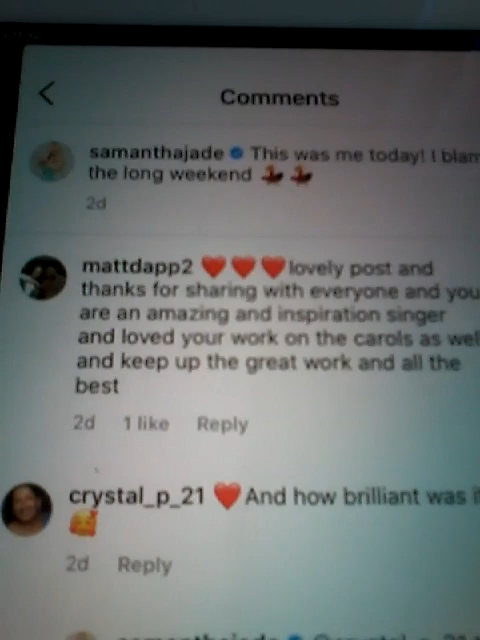 Comments
samanthajade This was me today! I blam
the long weekend 💃💃
2d
mattdapp2 ❤️❤️❤️lovely post and
thanks for sharing with everyone and you
are an amazing and inspiration singer
and loved your work on the carols as well
and keep up the great work and all the
best
2d 1 like Reply
crystal_p_21 ❤️And how brilliant was i
🥰
2d Reply